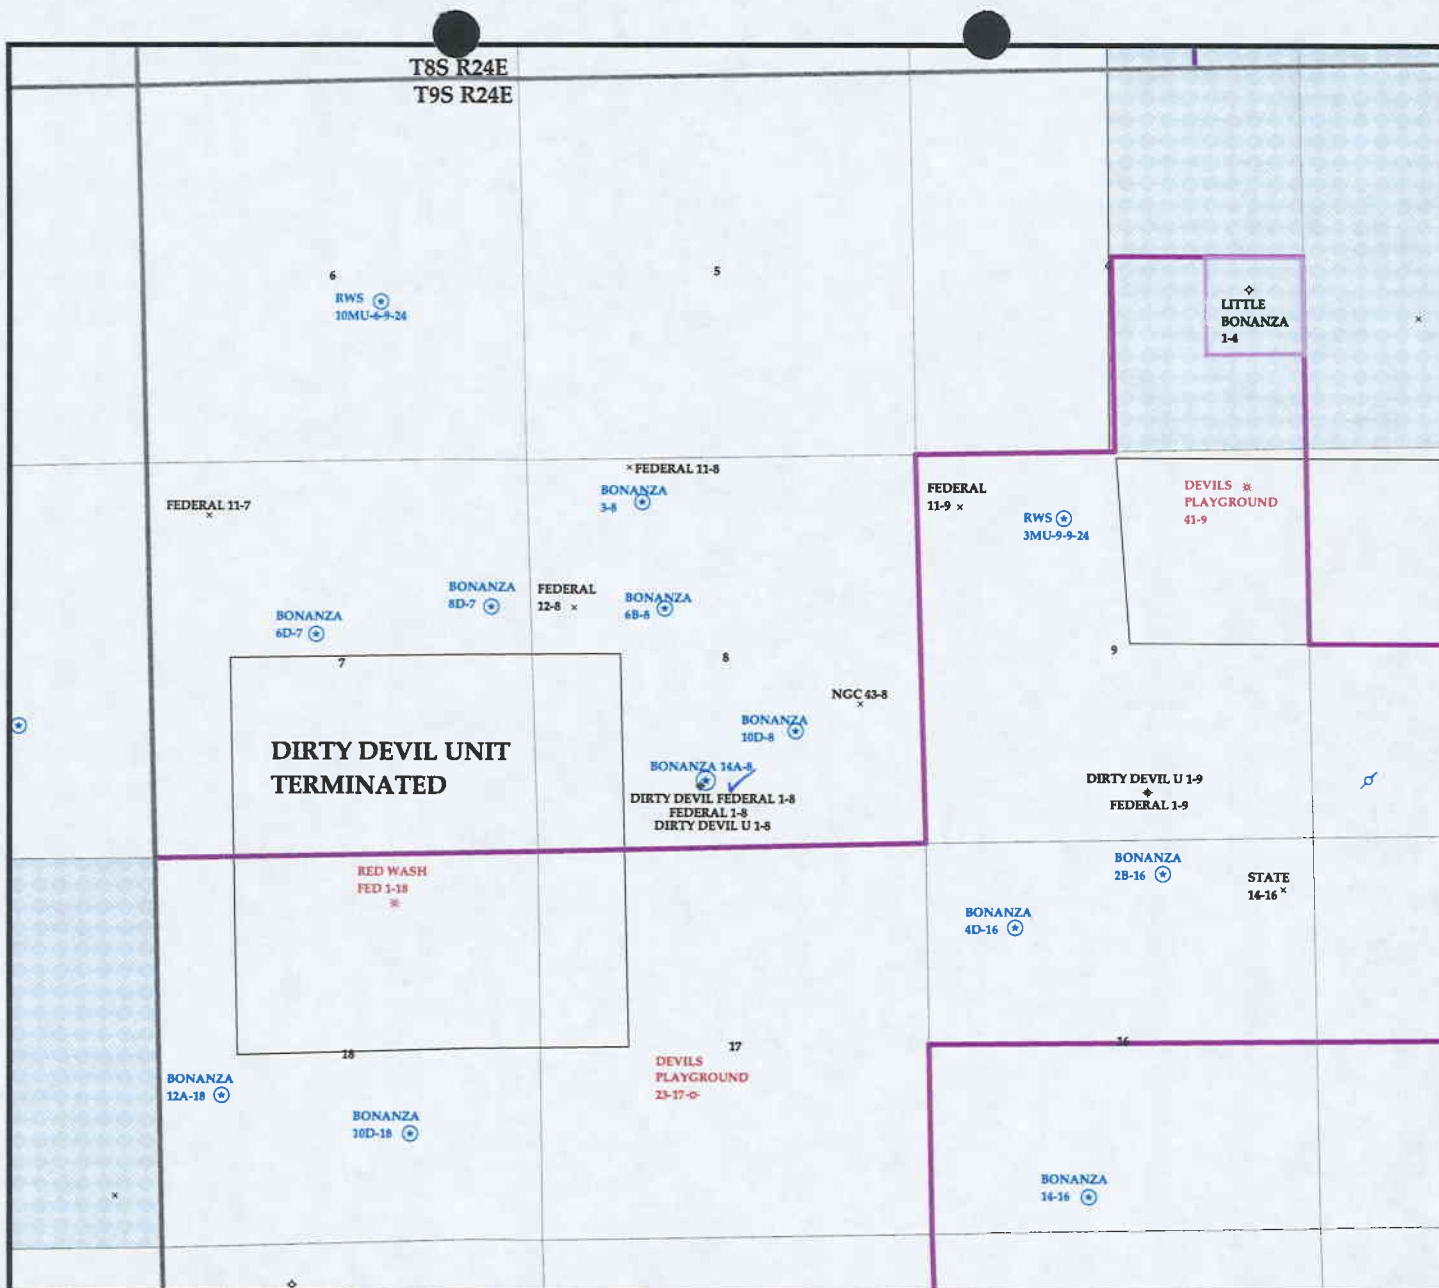 T8S R24E
T9S R24E
6
RWS
10MU-6-9-24
5
4
LITTLE
BONANZA
1-4
FEDERAL 11-7
FEDERAL 11-8
BONANZA
3-8
FEDERAL
11-9
RWS
3MU-9-9-24
DEVILS
PLAYGROUND
41-9
BONANZA
8D-7
FEDERAL
12-8
BONANZA
6B-8
BONANZA
6D-7
7
8
9
NGC 43-8
BONANZA
10D-8
DIRTY DEVIL UNIT
TERMINATED
BONANZA 14A-8
DIRTY DEVIL FEDERAL 1-8
FEDERAL 1-8
DIRTY DEVIL U 1-8
DIRTY DEVIL U 1-9
FEDERAL 1-9
RED WASH
FED 1-18
BONANZA
2B-16
STATE
14-16
BONANZA
4D-16
18
17
16
DEVILS
PLAYGROUND
23-17
BONANZA
12A-18
BONANZA
10D-18
BONANZA
14-16